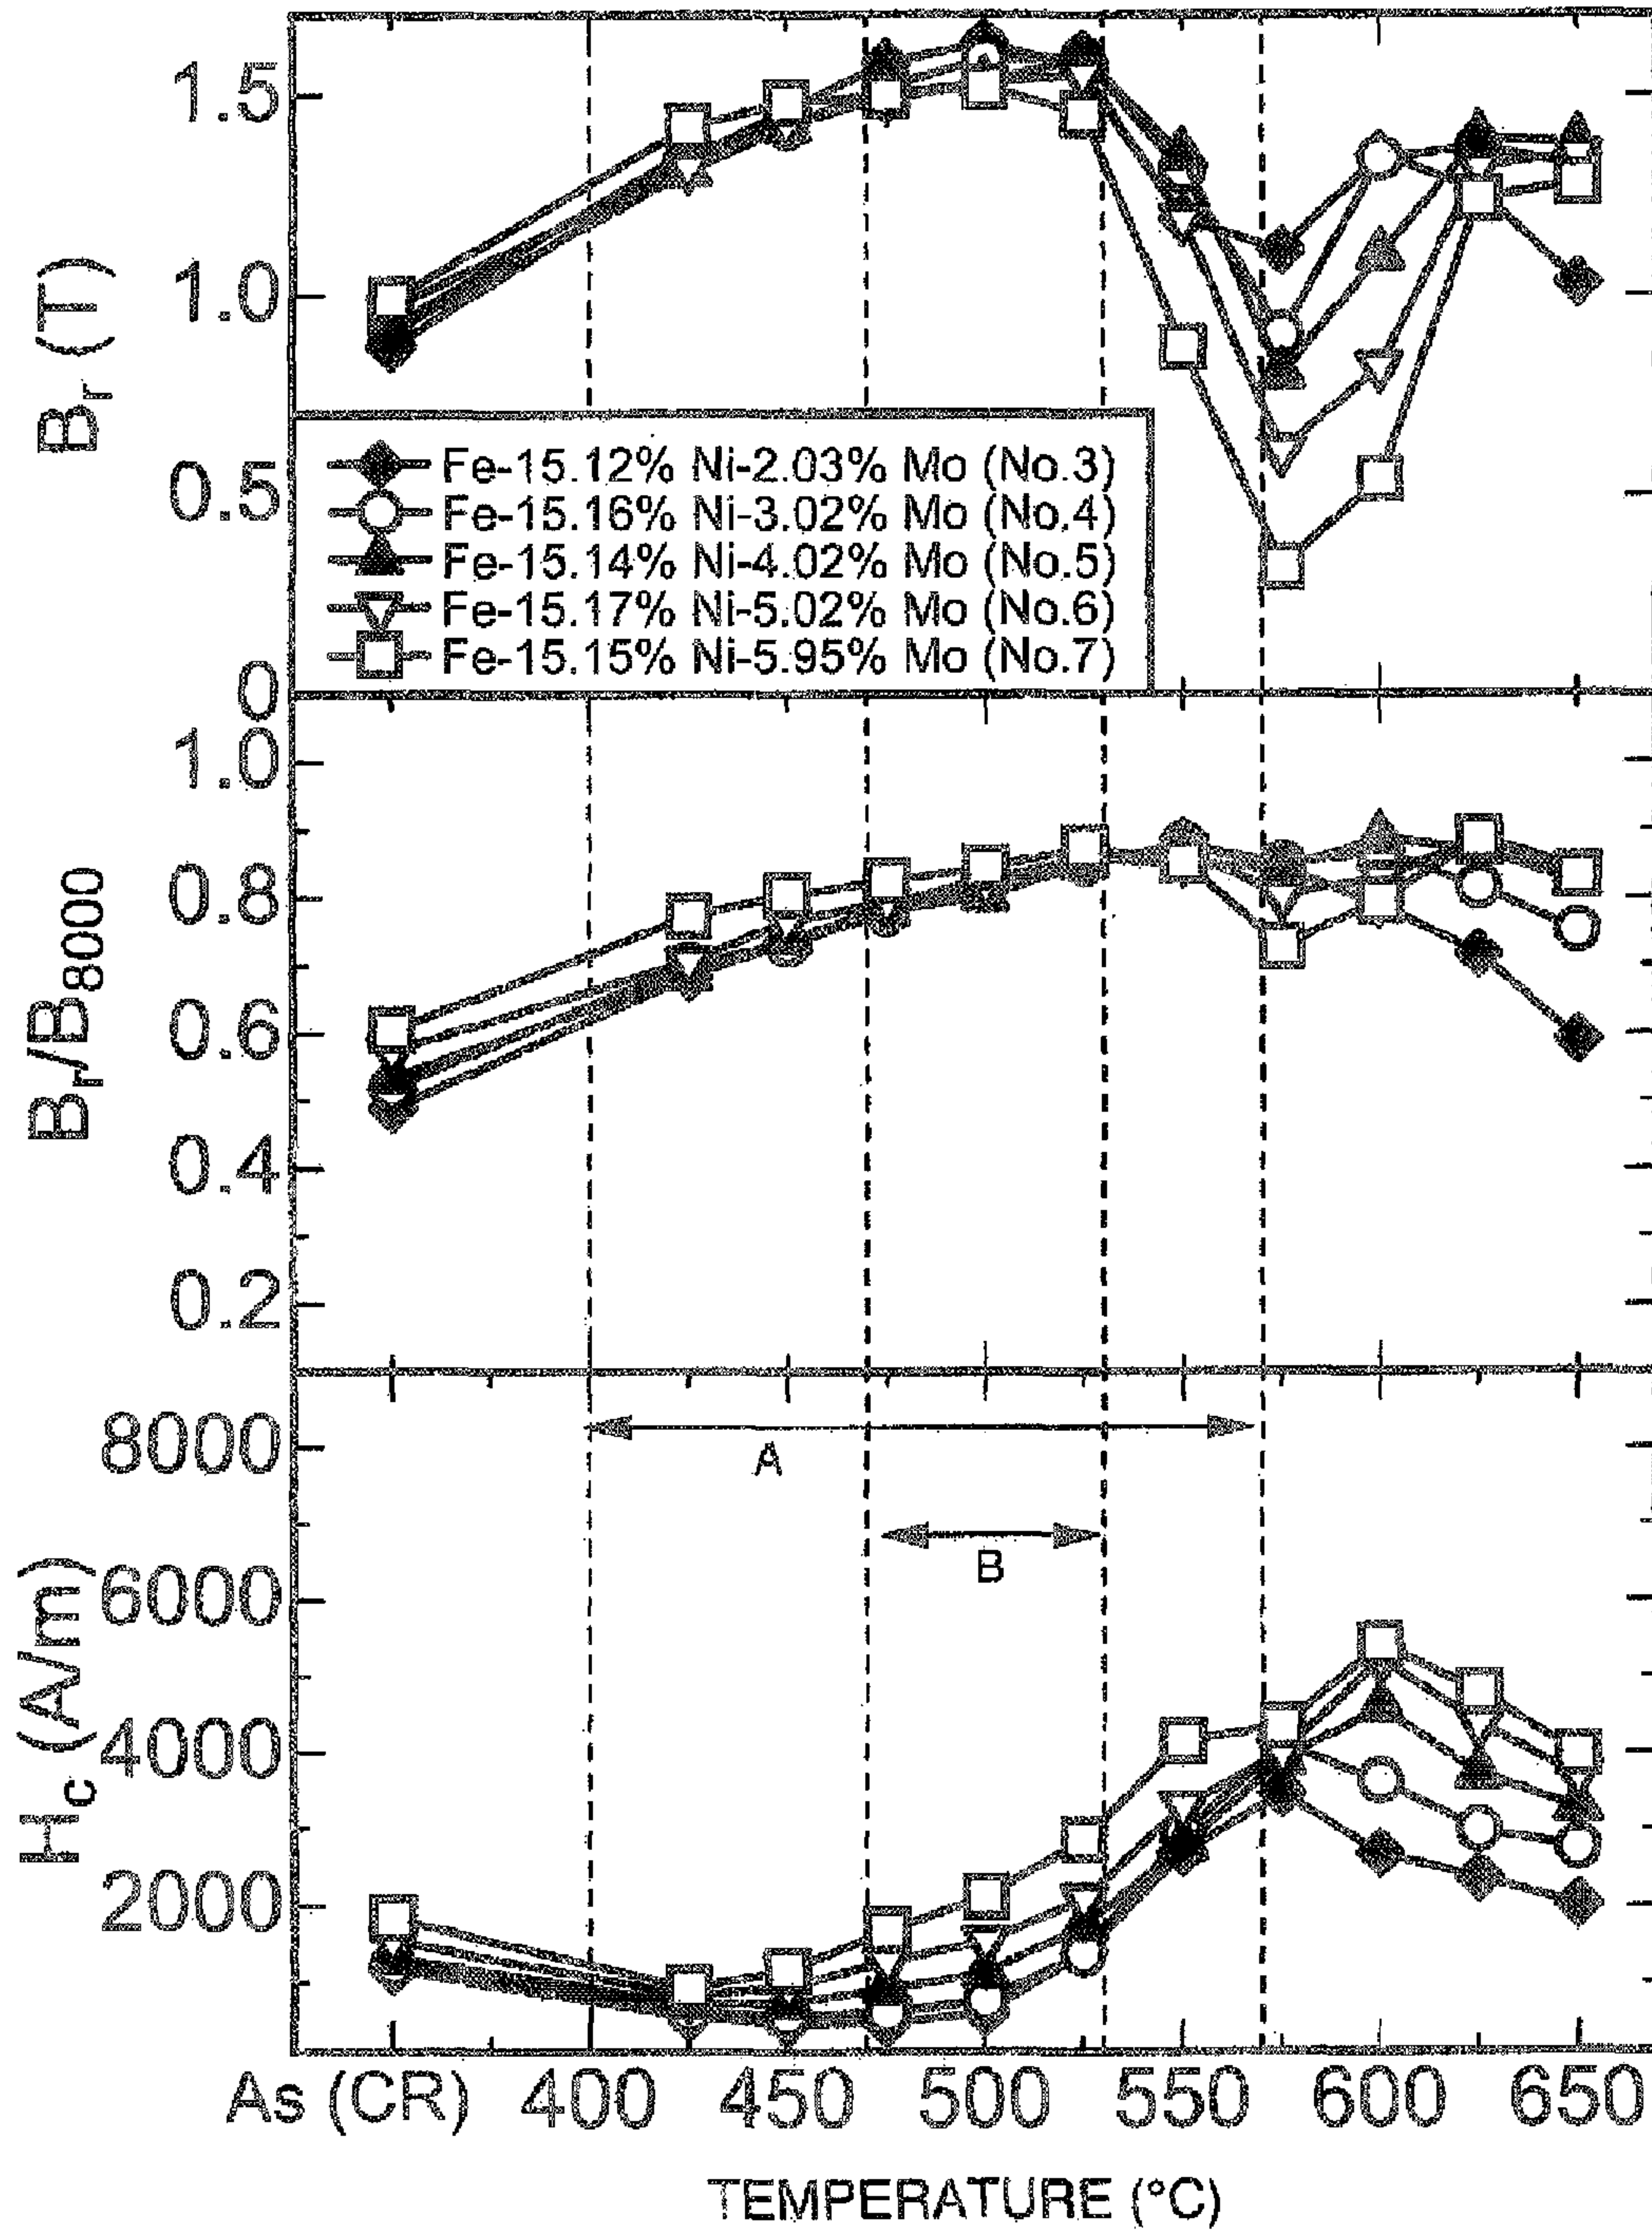 1.5
1.0
0.5
0
Br (T)
Fe-15.12% Ni-2.03% Mo (No.3)
Fe-15.16% Ni-3.02% Mo (No.4)
Fe-15.14% Ni-4.02% Mo (No.5)
Fe-15.17% Ni-5.02% Mo (No.6)
Fe-15.15% Ni-5.95% Mo (No.7)
1.0
0.8
0.6
0.4
0.2
Br/B8000
8000
6000
4000
2000
Hc (A/m)
A
B
As (CR) 400 450 500 550 600 650
TEMPERATURE (°C)